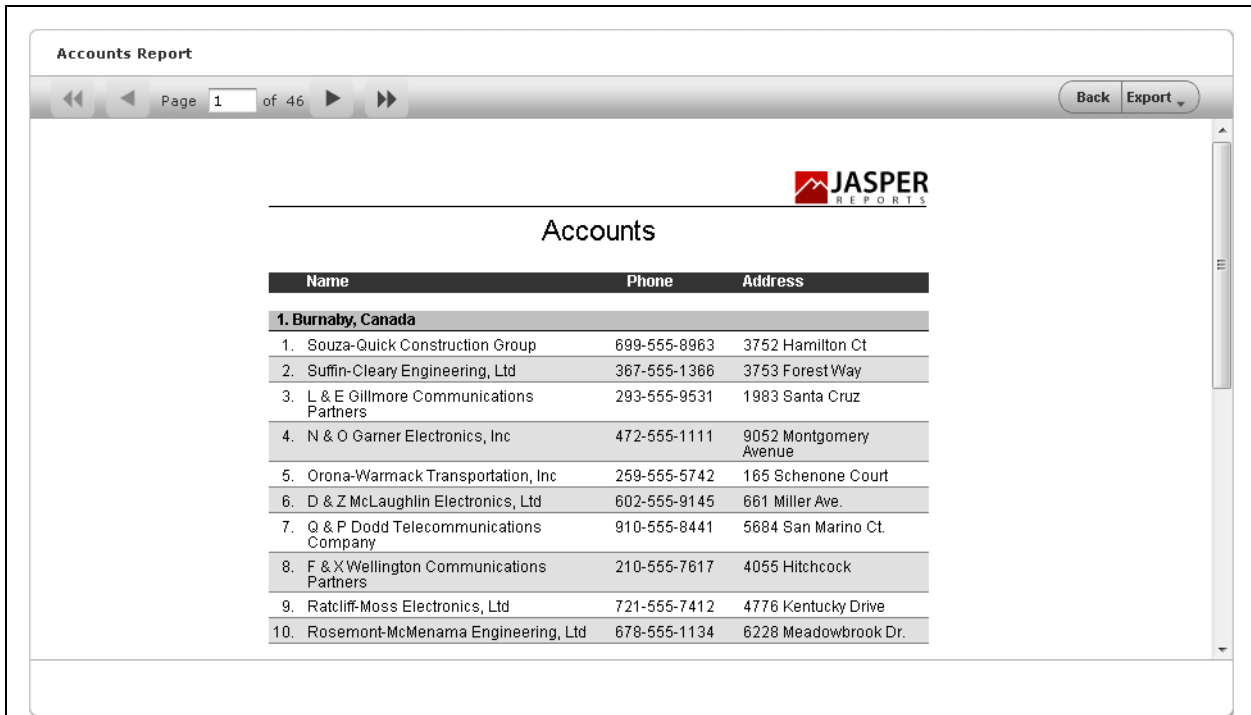 Accounts Report
Page 1 of 46 Back Export
JASPER
REPORTS
Accounts
Name Phone Address
1. Burnaby, Canada
1. Souza-Quick Construction Group 699-555-8963 3752 Hamilton Ct
2. Suffin-Cleary Engineering, Ltd 367-555-1366 3753 Forest Way
3. L & E Gillmore Communications 293-555-9531 1983 Santa Cruz
Partners
4. N & O Garner Electronics, Inc 472-555-1111 9052 Montgomery
Avenue
5. Orona-Warmack Transportation, Inc 259-555-5742 165 Schenone Court
6. D & Z McLaughlin Electronics, Ltd 602-555-9145 661 Miller Ave.
7. Q & P Dodd Telecommunications 910-555-8441 5684 San Marino Ct.
Company
8. F & X Wellington Communications 210-555-7617 4055 Hitchcock
Partners
9. Ratcliff-Moss Electronics, Ltd 721-555-7412 4776 Kentucky Drive
10. Rosemont-McMenama Engineering, Ltd 678-555-1134 6228 Meadowbrook Dr.